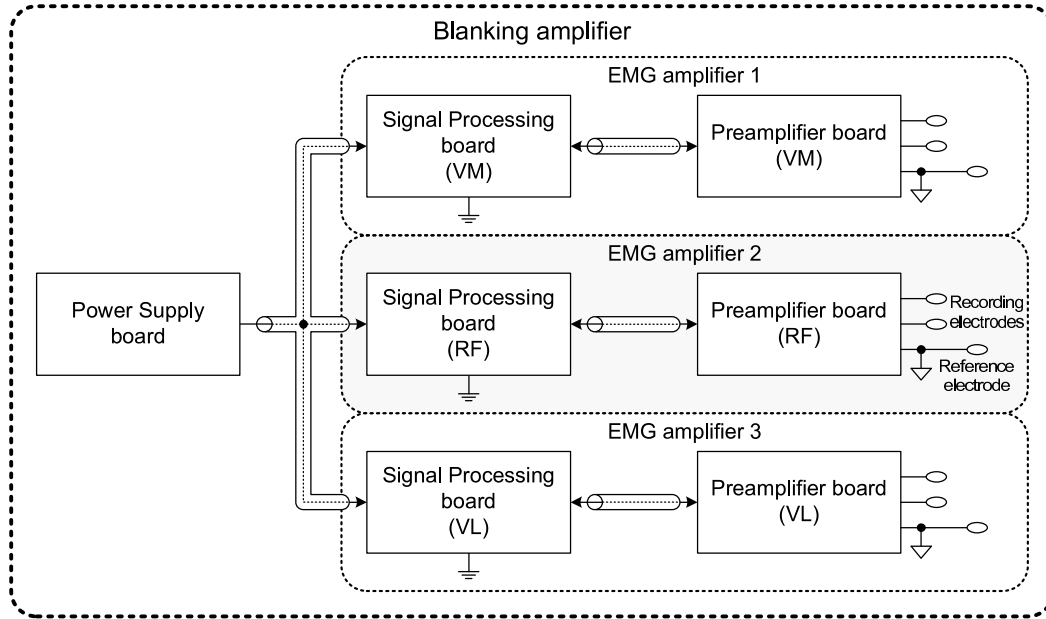 Blanking amplifier
EMG amplifier 1
Signal Processing
board
(VM)
Preamplifier board
(VM)
EMG amplifier 2
Power Supply
board
Signal Processing
board
(RF)
Preamplifier board
(RF)
Recording
electrodes
Reference
electrode
EMG amplifier 3
Signal Processing
board
(VL)
Preamplifier board
(VL)